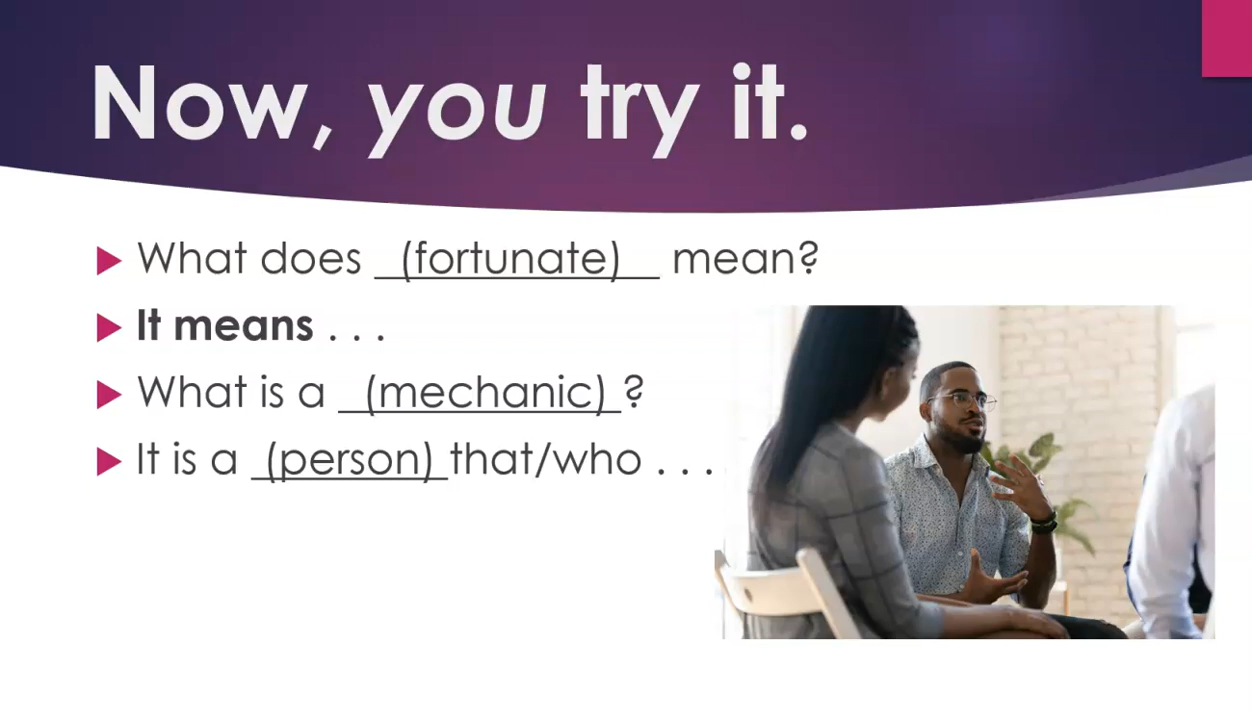 Now, you try it.
What does __(fortunate)__ mean?
It means . . .
What is a _(mechanic)_?
It is a _(person)_that/who . . . .